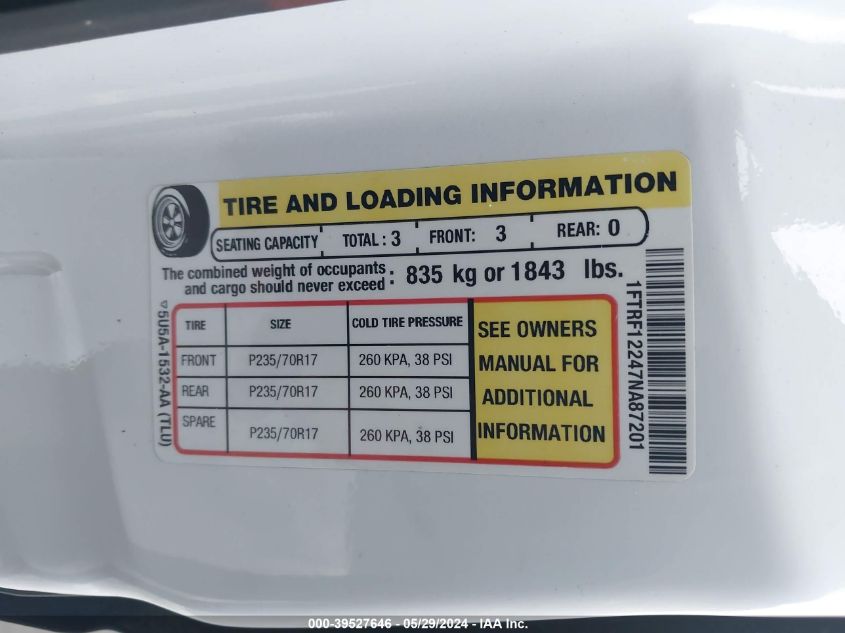 TIRE AND LOADING INFORMATION
SEATING CAPACITY TOTAL : 3 FRONT: 3 REAR: 0
The combined weight of occupants
and cargo should never exceed : 835 kg or 1843 lbs.
TIRE SIZE COLD TIRE PRESSURE
FRONT P235/70R17 260 KPA, 38 PSI
REAR P235/70R17 260 KPA, 38 PSI
SPARE P235/70R17 260 KPA, 38 PSI
SEE OWNERS
MANUAL FOR
ADDITIONAL
INFORMATION
5U5A-1532-AA (TLU)
1FTRF12247NA87201
000-39527646 - 05/29/2024 - IAA Inc.